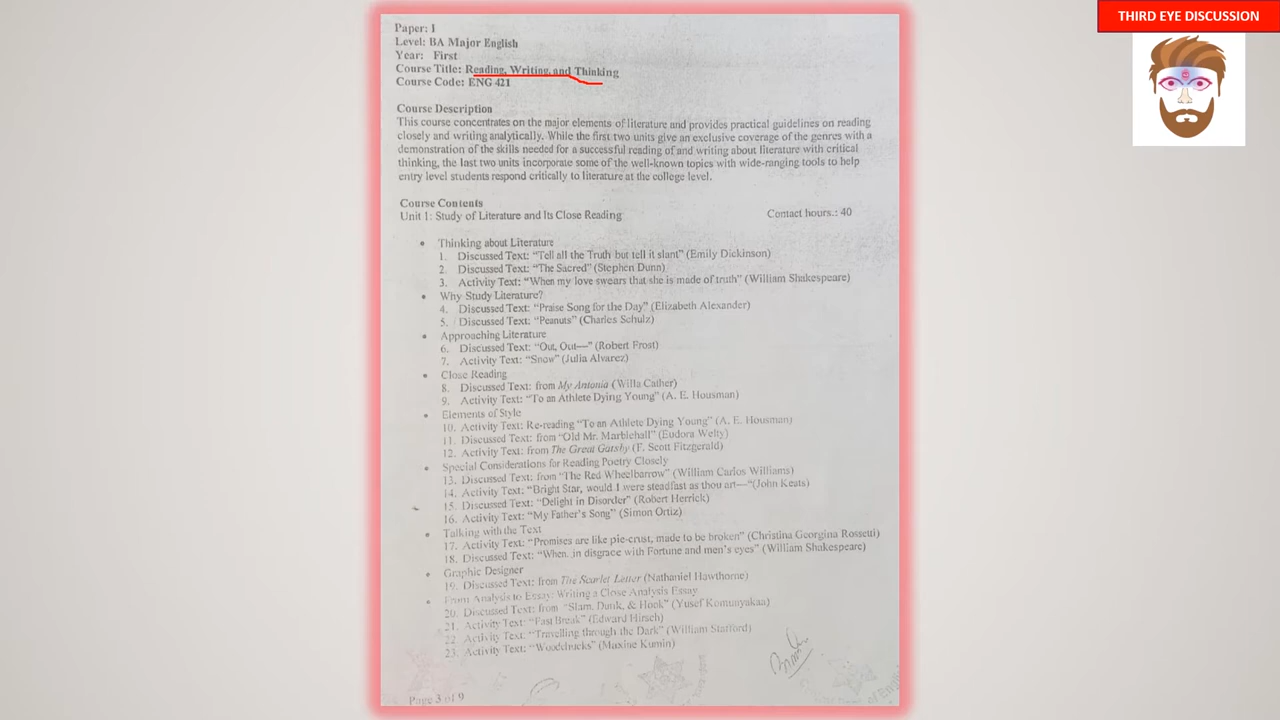 THIRD EYE DISCUSSION
Paper: I
Level: BA Major English
Year: First
Course Title: Reading, Writing, and Thinking
Course Code: ENG 421
Course Description
This course concentrates on the major elements of literature and provides practical guidelines on reading
closely and writing analytically. While the first two units give an exclusive coverage of the genres with a
demonstration of the skills needed for a successful reading of and writing about literature with critical
thinking, the last two units incorporate some of the well-known topics with wide-ranging tools to help
entry level students respond critically to literature at the college level.
Course Contents
Unit 1: Study of Literature and Its Close Reading Contact hours.: 40
• Thinking about Literature
1. Discussed Text: “Tell all the Truth but tell it slant” (Emily Dickinson)
2. Discussed Text: “The Sacred” (Stephen Dunn)
3. Activity Text: “When my love swears that she is made of truth” (William Shakespeare)
• Why Study Literature?
4. Discussed Text: “Praise Song for the Day” (Elizabeth Alexander)
5. Discussed Text: “Peanuts” (Charles Schulz)
• Approaching Literature
6. Discussed Text: “Out, Out—” (Robert Frost)
7. Activity Text: “Snow” (Julia Alvarez)
• Close Reading
8. Discussed Text: from My Antonia (Willa Cather)
9. Activity Text: “To an Athlete Dying Young” (A. E. Housman)
• Elements of Style
10. Activity Text: Re-reading “To an Athlete Dying Young” (A. E. Housman)
11. Discussed Text: from “Old Mr. Marblehall” (Eudora Welty)
12. Activity Text: from The Great Gatsby (F. Scott Fitzgerald)
• Special Considerations for Reading Poetry Closely
13. Discussed Text: from “The Red Wheelbarrow” (William Carlos Williams)
14. Activity Text: “Bright Star, would I were steadfast as thou art—“(John Keats)
15. Discussed Text: “Delight in Disorder” (Robert Herrick)
16. Activity Text: “My Father’s Song” (Simon Ortiz)
• Talking with the Text
17. Activity Text: “Promises are like pie-crust, made to be broken” (Christina Georgina Rossetti)
18. Discussed Text: “When, in disgrace with Fortune and men’s eyes” (William Shakespeare)
• Graphic Designer
19. Discussed Text: from The Scarlet Letter (Nathaniel Hawthorne)
• From Analysis to Essay: Writing a Close Analysis Essay
20. Discussed Text: from “Slam, Dunk, & Hook” (Yusef Komunyakaa)
21. Activity Text: “Fast Break” (Edward Hirsch)
22. Activity Text: “Travelling through the Dark” (William Stafford)
23. Activity Text: “Woodchucks” (Maxine Kumin)
Page 3 of 9